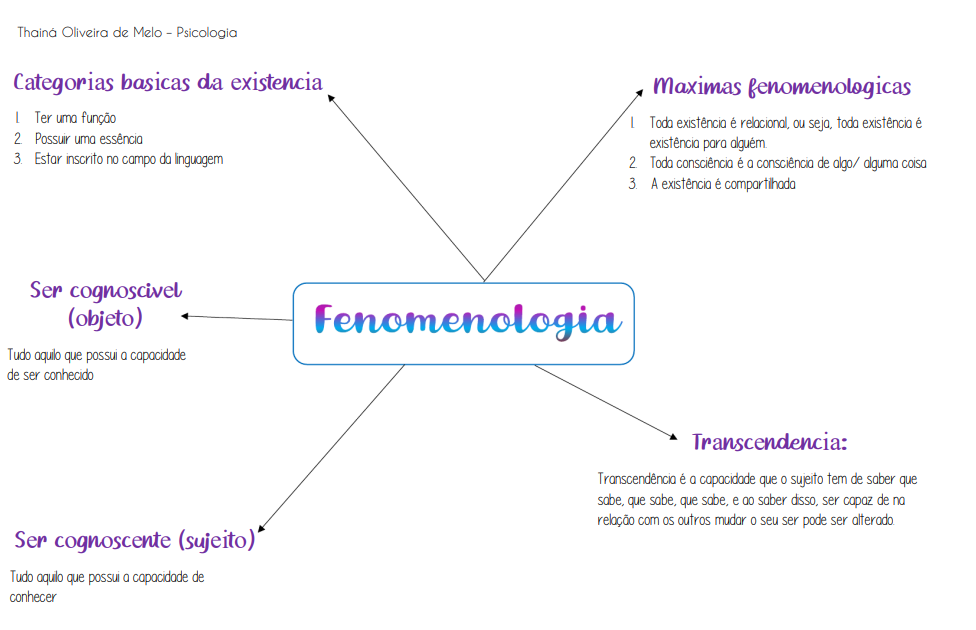 Thainá Oliveira de Melo – Psicologia
Categorias basicas da existencia
1. Ter uma função
2. Possuir uma essência
3. Estar inscrito no campo da linguagem
Maximas fenomenologicas
1. Toda existência é relacional, ou seja, toda existência é
existência para alguém.
2. Toda consciência é a consciência de algo/ alguma coisa
3. A existência é compartilhada
Ser cognoscivel
(objeto)
Tudo aquilo que possui a capacidade
de ser conhecido
Fenomenologia
Transcendencia:
Transcendência é a capacidade que o sujeito tem de saber que
sabe, que sabe, que sabe, e ao saber disso, ser capaz de na
relação com os outros mudar o seu ser pode ser alterado.
Ser cognoscente (sujeito)
Tudo aquilo que possui a capacidade de
conhecer